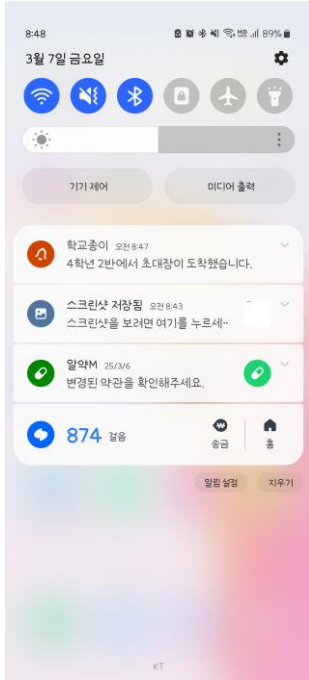 8:48 89%
3월 7일 금요일
기기 제어 미디어 출력
학교종이 오전 8:47
4학년 2반에서 초대장이 도착했습니다.
스크린샷 저장됨 오전 8:43
스크린샷을 보려면 여기를 누르세…
알약M 25/3/6
변경된 약관을 확인해주세요.
874 걸음 송금 홈
알림 설정 지우기
KT